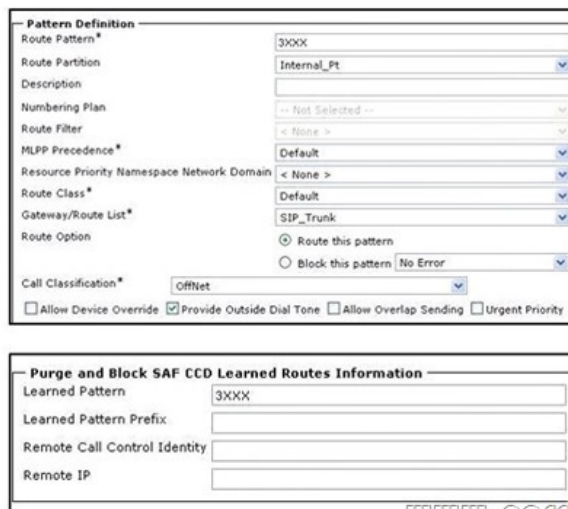 Pattern Definition
Route Pattern* 3XXX
Route Partition Internal_Pt
Description
Numbering Plan -- Not Selected --
Route Filter < None >
MLPP Precedence* Default
Resource Priority Namespace Network Domain < None >
Route Class* Default
Gateway/Route List* SIP_Trunk
Route Option Route this pattern
Block this pattern No Error
Call Classification* OffNet
Allow Device Override Provide Outside Dial Tone Allow Overlap Sending Urgent Priority
Purge and Block SAF CCD Learned Routes Information
Learned Pattern 3XXX
Learned Pattern Prefix
Remote Call Control Identity
Remote IP